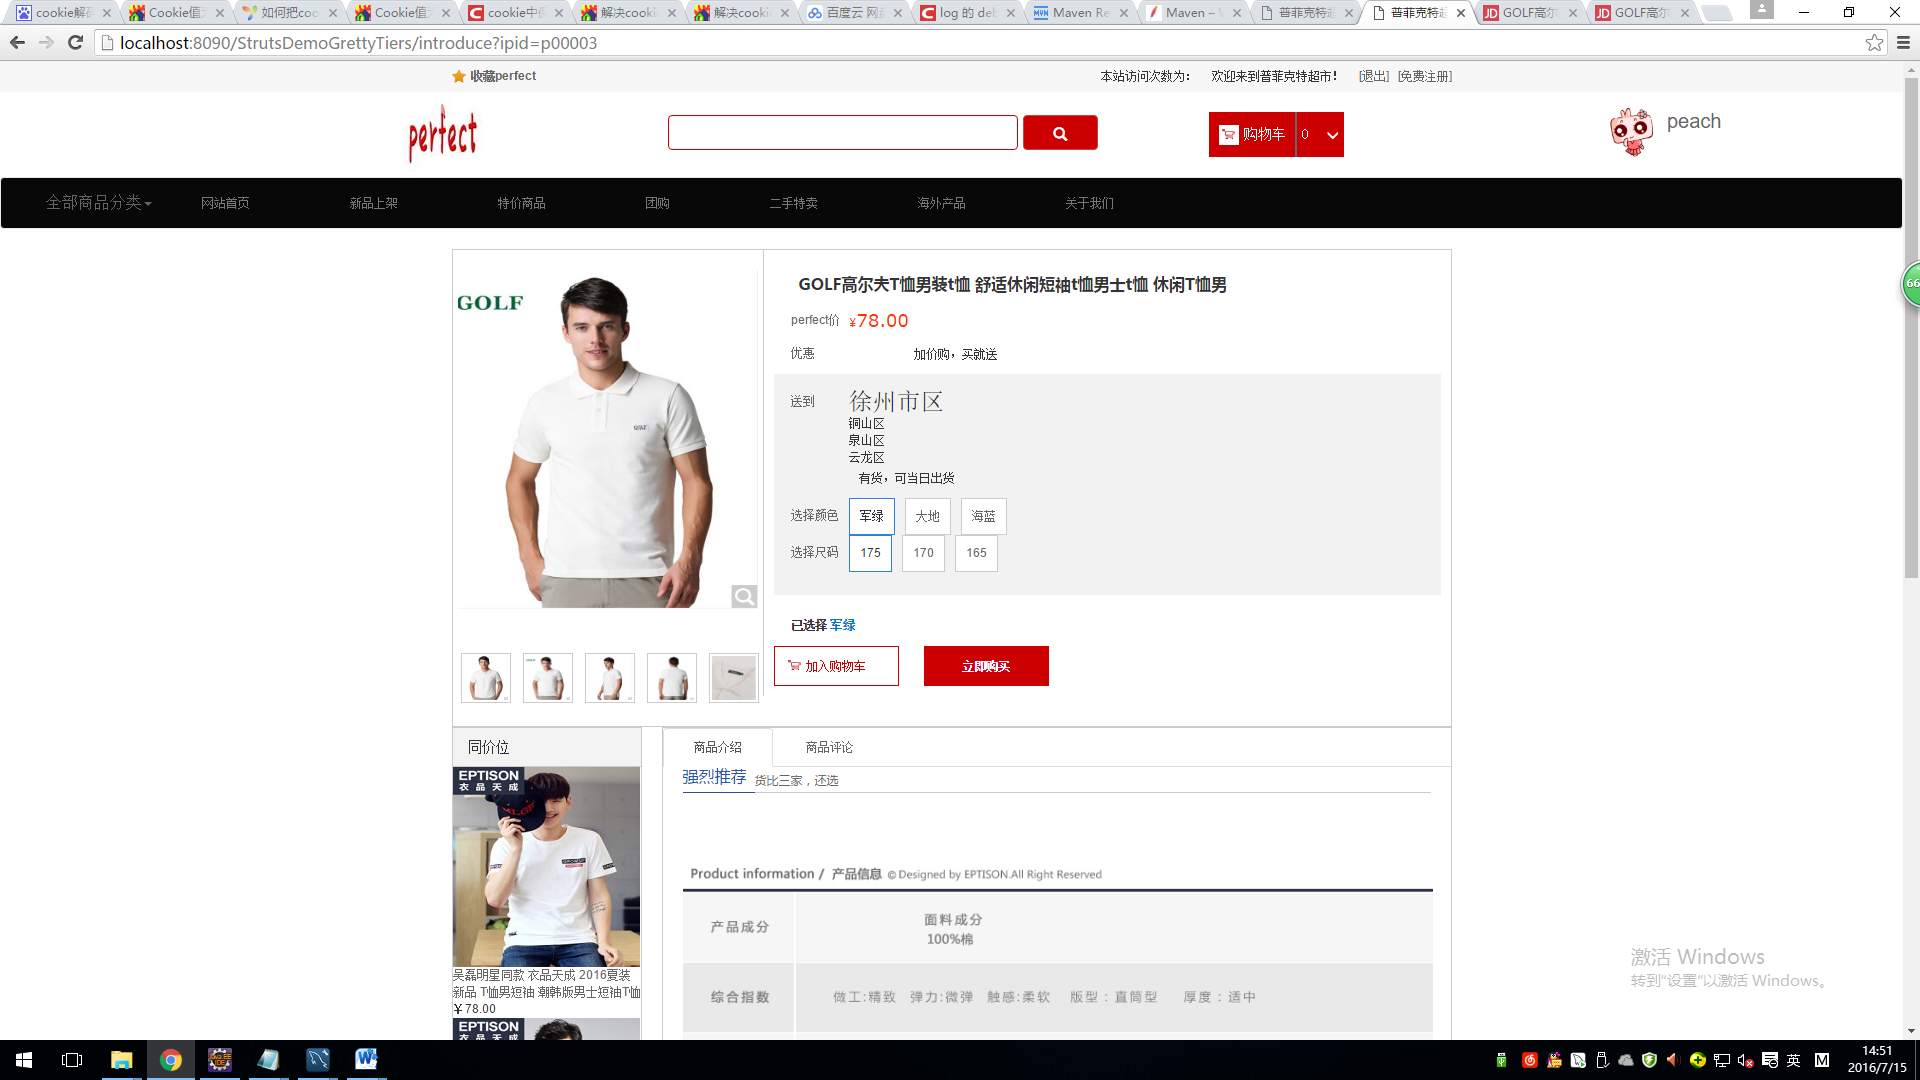 cookie解
Cookie值
如何把coo
Cookie值
cookie中
解决cooki
解决cooki
百度云 网
log 的 deb
Maven Re
Maven –
普菲克特
普菲克特
GOLF高尔
GOLF高尔
localhost:8090/StrutsDemoGrettyTiers/introduce?ipid=p00003
收藏perfect
本站访问次数为: 欢迎来到普菲克特超市! [退出] [免费注册]
perfect
购物车 0
peach
全部商品分类 网站首页 新品上架 特价商品 团购 二手特卖 海外产品 关于我们
GOLF
GOLF高尔夫T恤男装t恤 舒适休闲短袖t恤男士t恤 休闲T恤男
perfect价 ¥78.00
优惠 加价购，买就送
送到 徐州市区
铜山区
泉山区
云龙区
有货，可当日出货
选择颜色 军绿 大地 海蓝
选择尺码 175 170 165
已选择 军绿
加入购物车 立即购买
同价位
商品介绍 商品评论
强烈推荐 货比三家，还选
EPTISON
衣品天成
吴磊明星同款 衣品天成 2016夏装
新品 T恤男短袖 潮韩版男士短袖T恤
￥78.00
EPTISON
衣品天成
Product information / 产品信息 © Designed by EPTISON.All Right Reserved
产品成分
面料成分
100%棉
综合指数 做工:精致 弹力:微弹 触感:柔软 版型：直筒型 厚度：适中
激活 Windows
转到"设置"以激活 Windows。
66
英
M
14:51
2016/7/15